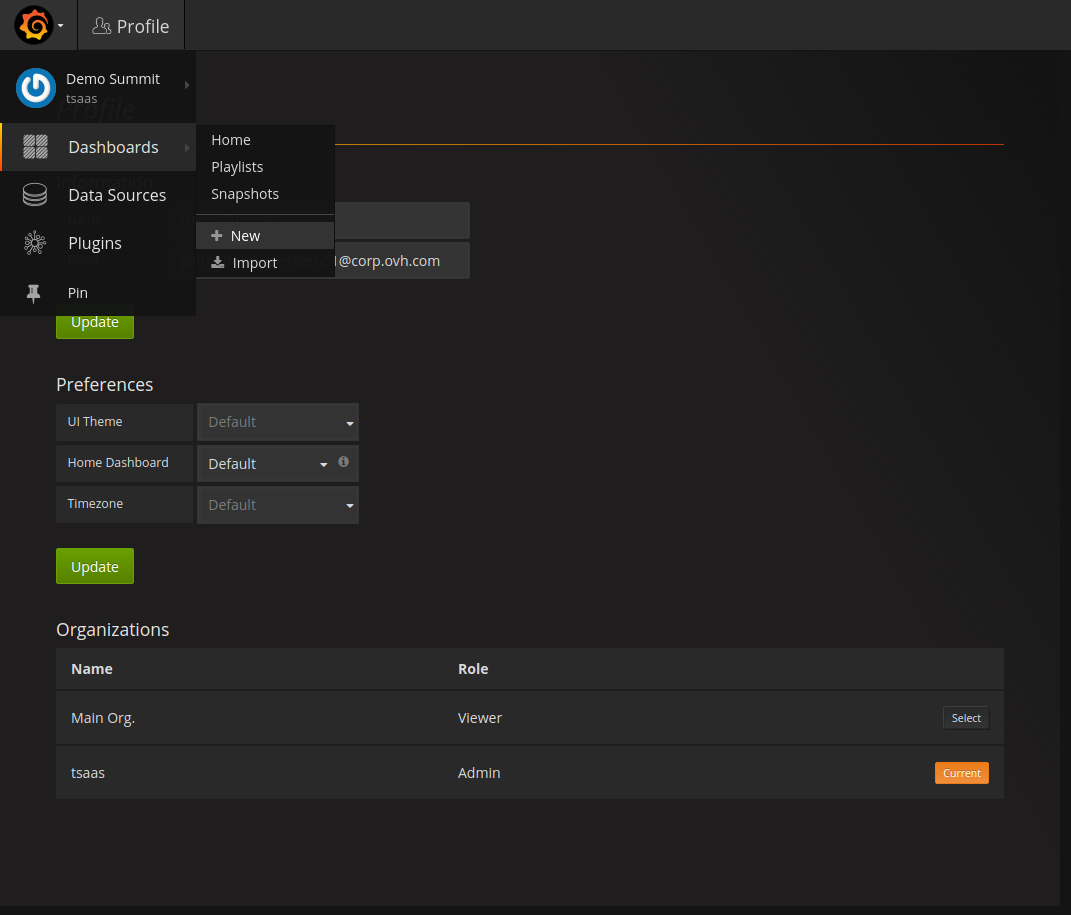 Profile
Demo Summit
tsaas
Profile
Dashboards
Home
Playlists
Snapshots
Information
Data Sources
New
Plugins
Import
1@corp.ovh.com
Pin
Update
Preferences
UI Theme Default
Home Dashboard Default
Timezone Default
Update
Organizations
Name Role
Main Org. Viewer Select
tsaas Admin Current